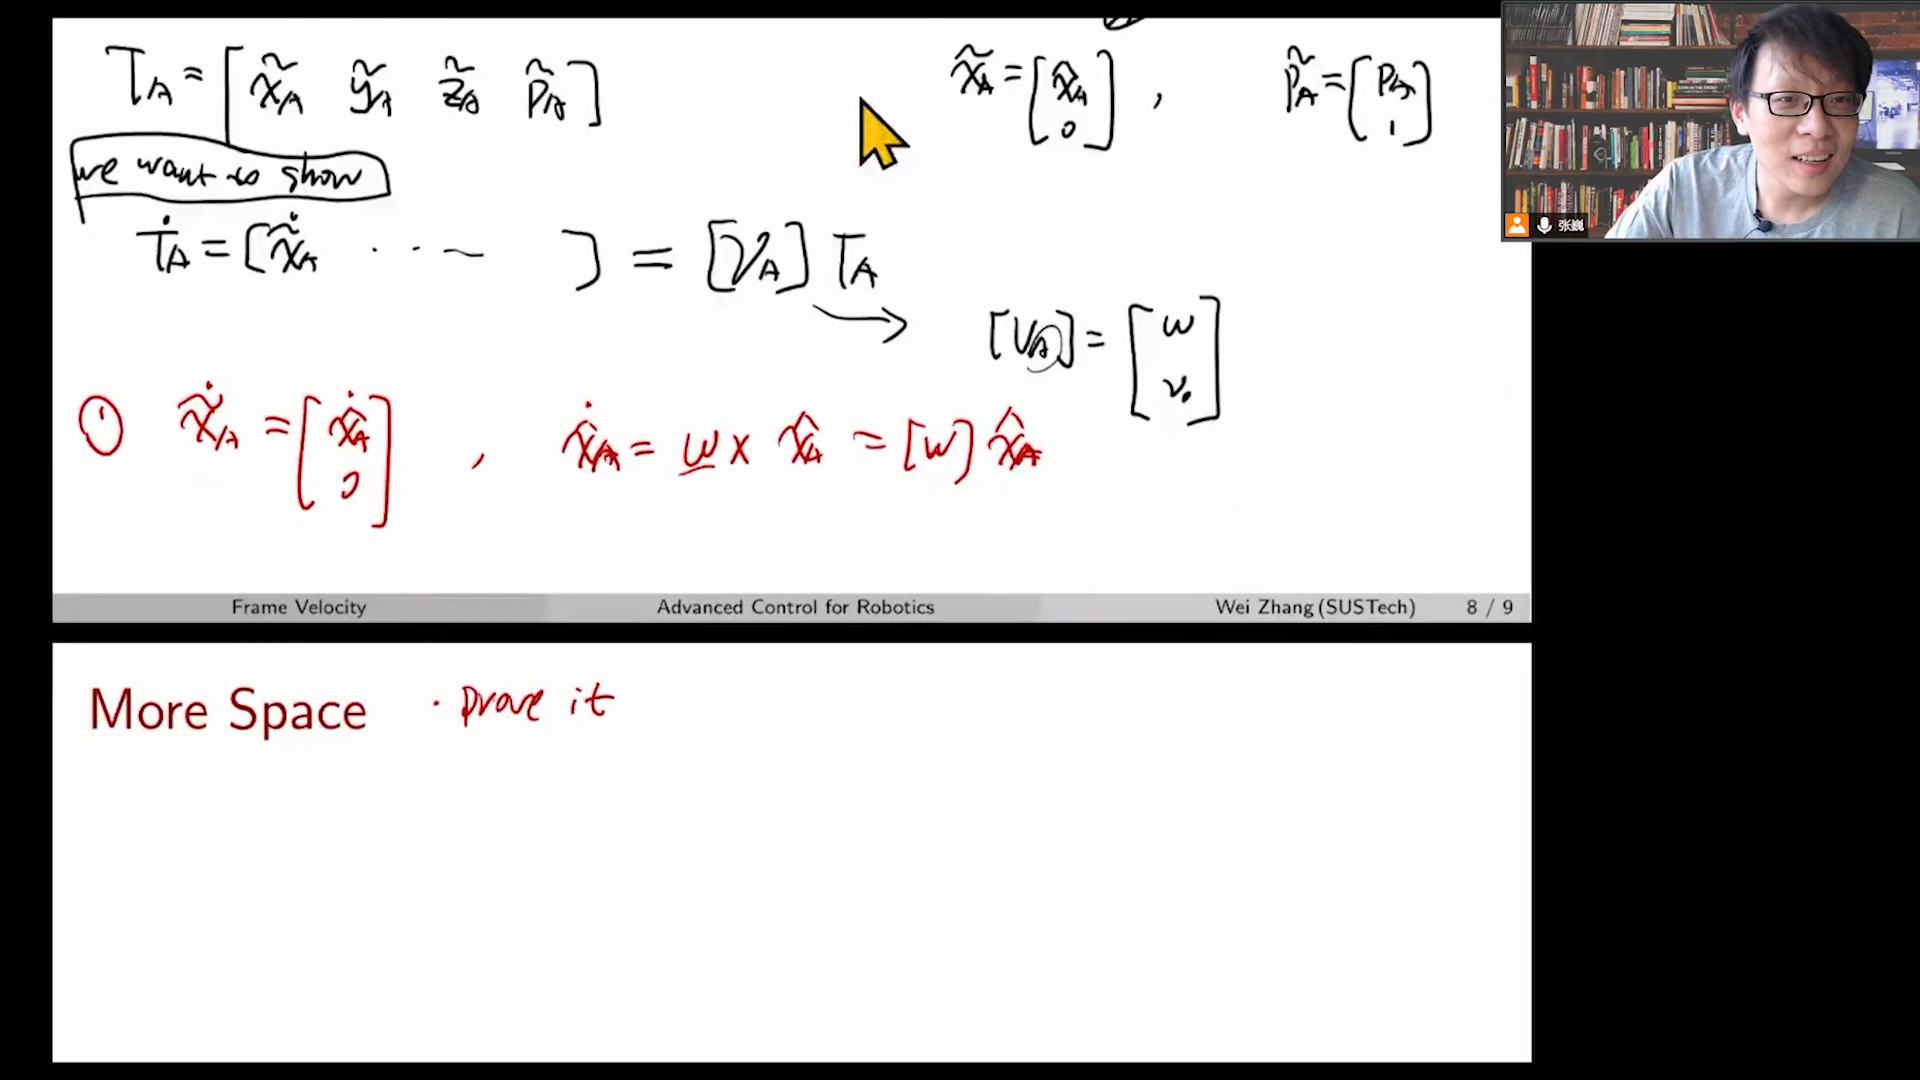 T_A = [ x̃_A ỹ_A z̃_A p̃_A ]
x̃_A = [ x̂_A 0 ] , p̃_A = [ p_A 1 ]
we want to show
Ṫ_A = [ x̃̇_A ··· ] = [𝒱_A] T_A
→ [V_A] = [ w v₀ ]
① x̃̇_A = [ x̂̇_A 0 ] , x̂̇_A = w × x̂_A = [w] x̂_A
张巍
Frame Velocity Advanced Control for Robotics Wei Zhang (SUSTech) 8 / 9
More Space · prove it